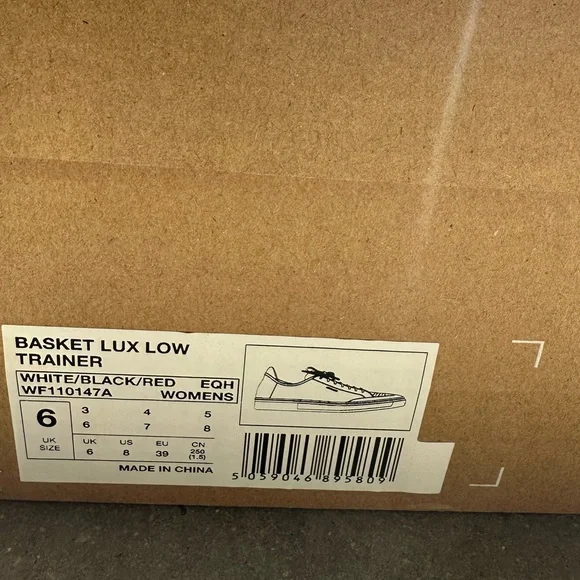 BASKET LUX LOW
TRAINER
WHITE/BLACK/RED EQH
WF110147A WOMENS
6
UK
SIZE
3 4 5
6 7 8
UK US EU CN
6 8 39 250
(1.5)
MADE IN CHINA
5 059046 895809